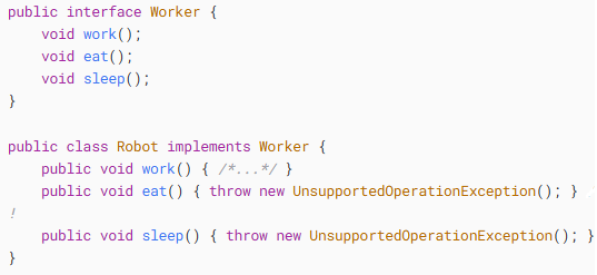 public interface Worker {
    void work();
    void eat();
    void sleep();
}

public class Robot implements Worker {
    public void work() { /*...*/ }
    public void eat() { throw new UnsupportedOperationException(); }
!
    public void sleep() { throw new UnsupportedOperationException(); }
}